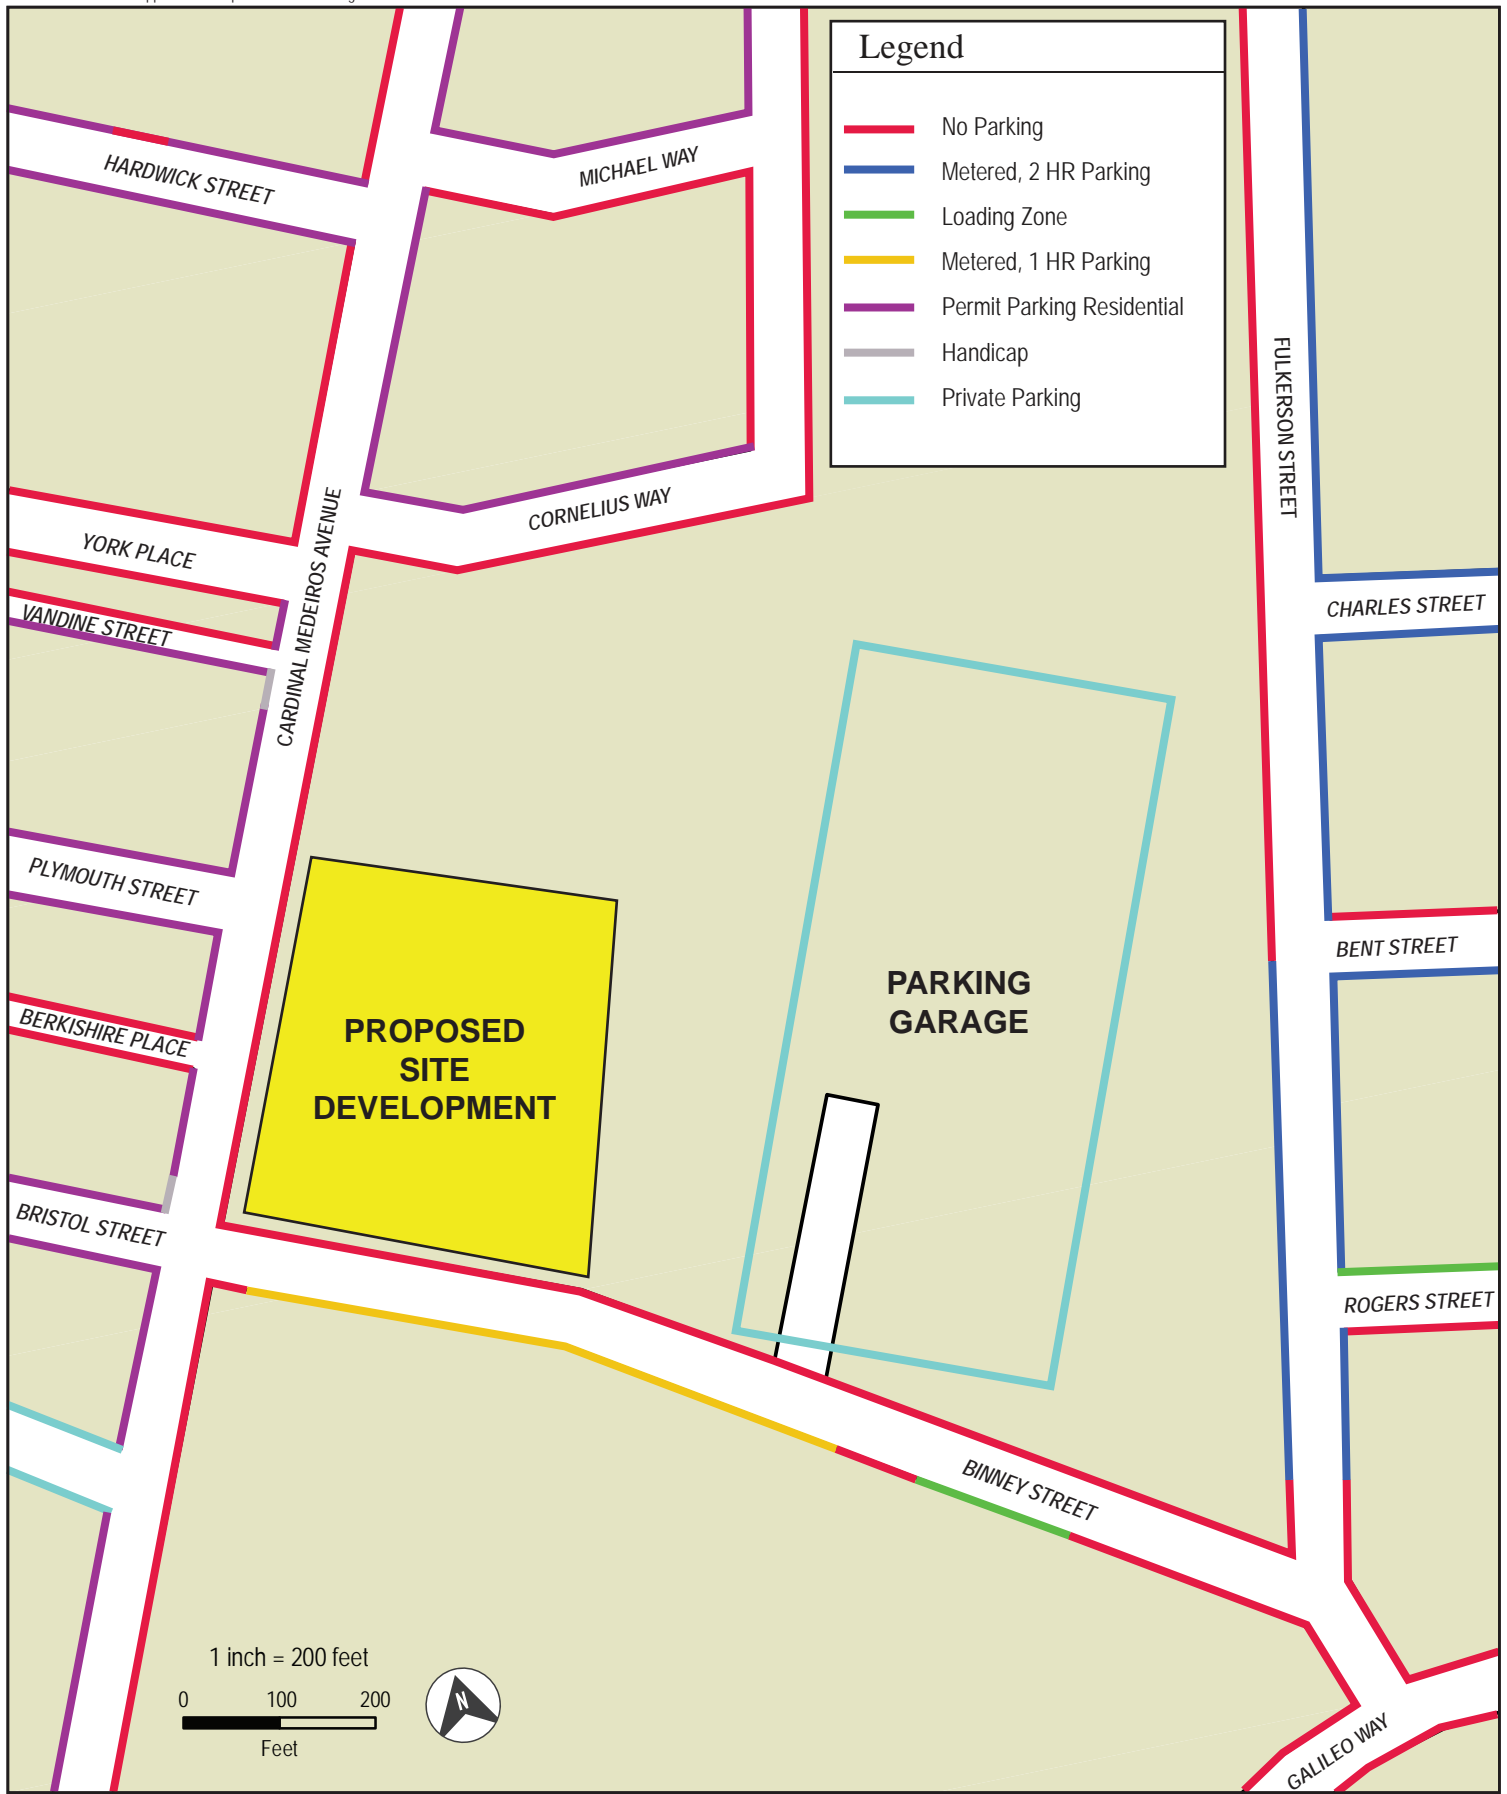 Legend
No Parking
Metered, 2 HR Parking
Loading Zone
Metered, 1 HR Parking
Permit Parking Residential
Handicap
Private Parking
HARDWICK STREET
MICHAEL WAY
FULKERSON STREET
CORNELIUS WAY
YORK PLACE
CARDINAL MEDEIROS AVENUE
VANDINE STREET
CHARLES STREET
PLYMOUTH STREET
BENT STREET
PARKING
GARAGE
BERKISHIRE PLACE
PROPOSED
SITE
DEVELOPMENT
BRISTOL STREET
ROGERS STREET
BINNEY STREET
1 inch = 200 feet
0 100 200
Feet
N
GALILEO WAY